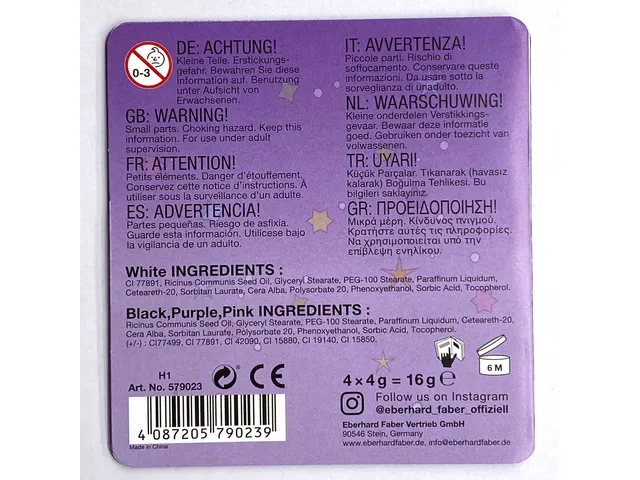 0-3
DE: ACHTUNG!
Kleine Teile. Erstickungs-
gefahr. Bewahren Sie diese
Information auf. Benutzung
unter Aufsicht von
Erwachsenen.
GB: WARNING!
Small parts. Choking hazard. Keep this
information. For use under adult
supervision.
FR: ATTENTION!
Petits éléments. Danger d'étouffement.
Conservez cette notice d'instructions. À
utiliser sous la surveillance d'un adulte.
ES: ADVERTENCIA!
Partes pequeñas. Riesgo de asfixia.
Guarde esta información. Utilícese bajo
la vigilancia de un adulto.
IT: AVVERTENZA!
Piccole parti. Rischio di
soffocamento. Conservare queste
informazioni. Da usare sotto la
sorveglianza di un adulto.
NL: WAARSCHUWING!
Kleine onderdelen Verstikkings-
gevaar. Bewaar deze informatie
goed. Gebruiken onder toezicht van
volwassenen.
TR: UYARI!
Küçük Parçalar. Tıkanarak (havasız
kalarak) Boğulma Tehlikesi. Bu
bilgileri saklayınız.
GR: ΠΡΟΕΙΔΟΠΟΙΗΣΗ!
Μικρά μέρη. Κίνδυνος πνιγμού.
Κρατήστε αυτές τις πληροφορίες.
Να χρησιμοποιείται υπό την
επίβλεψη ενηλίκου.
White INGREDIENTS :
CI 77891, Ricinus Communis Seed Oil, Glyceryl Stearate, PEG-100 Stearate, Paraffinum Liquidum,
Ceteareth-20, Sorbitan Laurate, Cera Alba, Polysorbate 20, Phenoxyethanol, Sorbic Acid, Tocopherol.
Black,Purple,Pink INGREDIENTS :
Ricinus Communis Seed Oil, Glyceryl Stearate, PEG-100 Stearate, Paraffinum Liquidum, Ceteareth-20,
Cera Alba, Sorbitan Laurate, Polysorbate 20, Phenoxyethanol, Sorbic Acid, Tocopherol.
(+/-) : CI77499, CI 77891, CI 42090, CI 15880, CI 19140, CI 15850.
H1
Art. No. 579023
CE
4 087205 790239
Made in China
6 M
4x4g=16g e
Follow us on Instagram
@eberhard_faber_offiziell
Eberhard Faber Vertrieb GmbH
90546 Stein, Germany
www.eberhardfaber.de, info@eberhardfaber.de